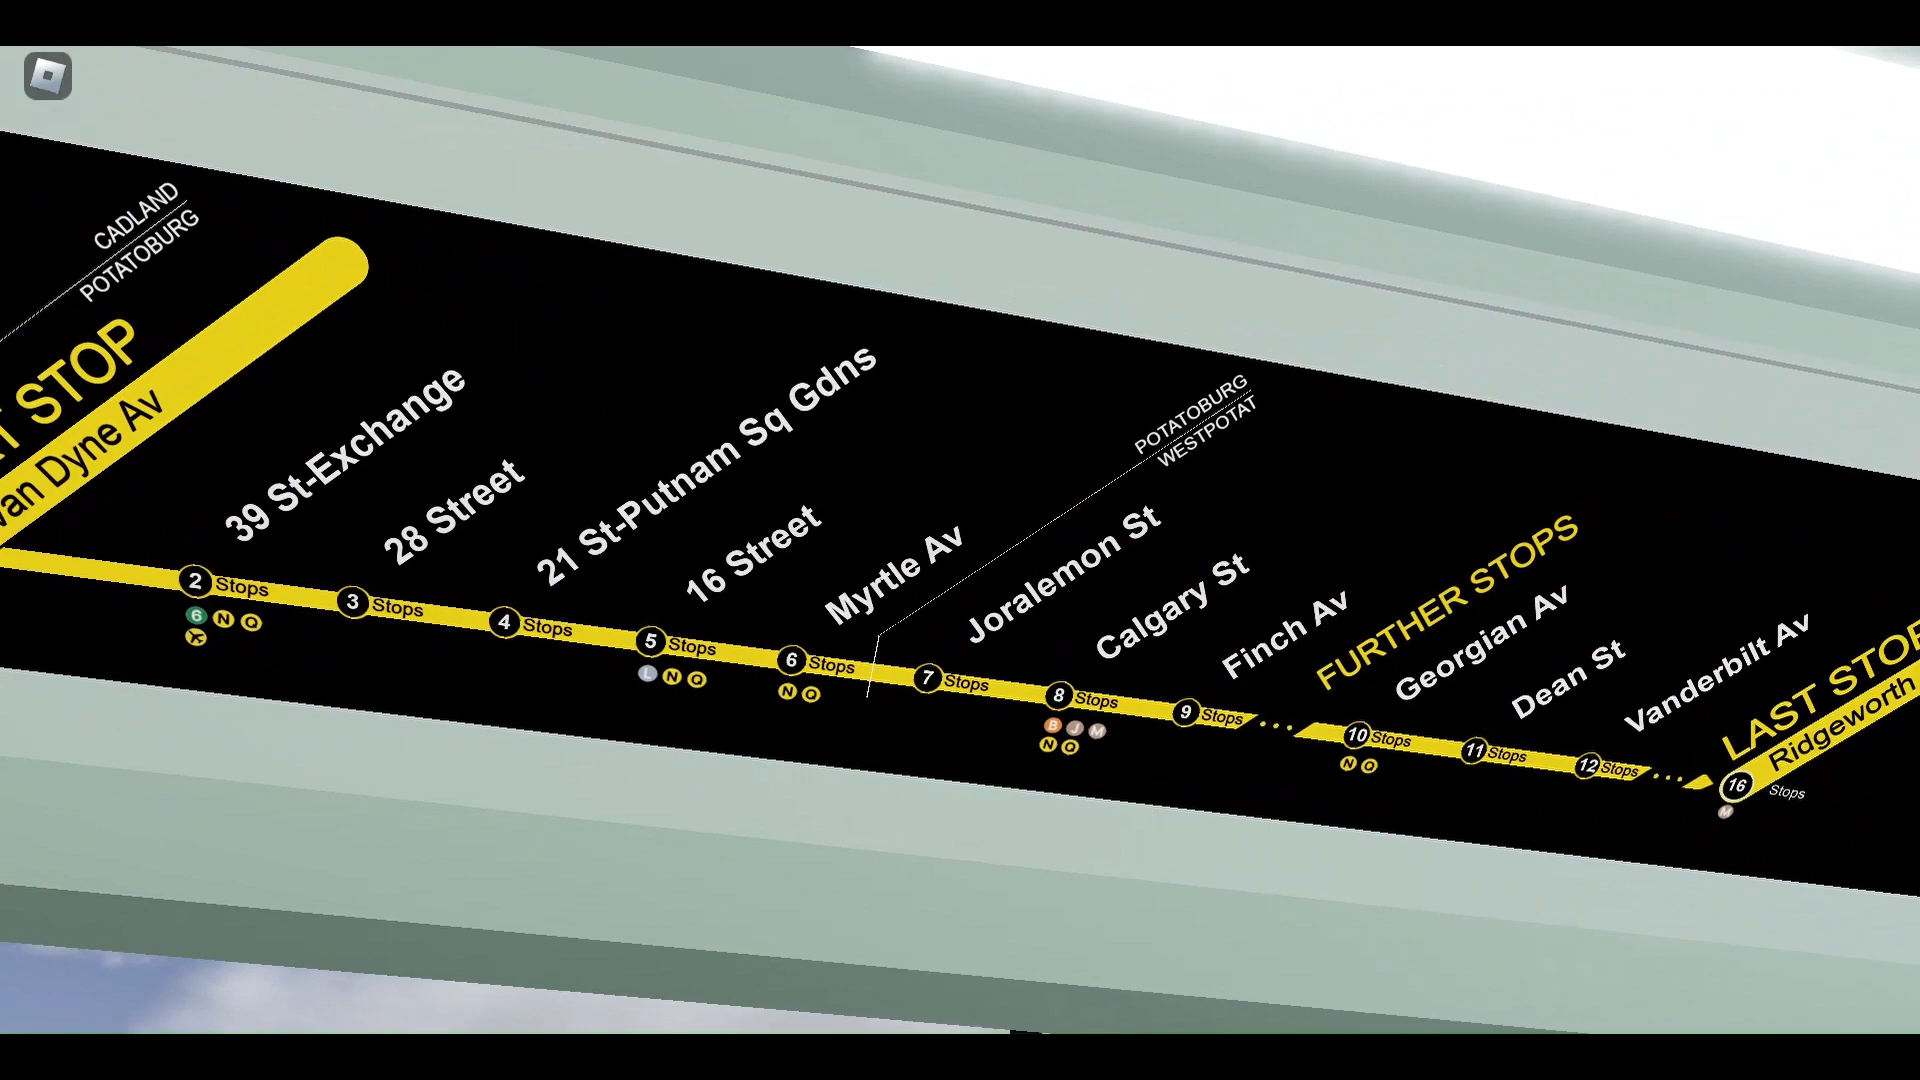 CADLAND
POTATOBURG
STOP
Van Dyne Av
39 St-Exchange
28 Street
21 St-Putnam Sq Gdns
16 Street
Myrtle Av
POTATOBURG
WESTPOTAT
Joralemon St
Calgary St
Finch Av
FURTHER STOPS
Georgian Av
Dean St
Vanderbilt Av
LAST STOP
Ridgeworth
2 Stops
3 Stops
4 Stops
5 Stops
6 Stops
7 Stops
8 Stops
9 Stops
10 Stops
11 Stops
12 Stops
16 Stops
6 N Q
L N Q
N Q
B J M
N Q
N Q
M